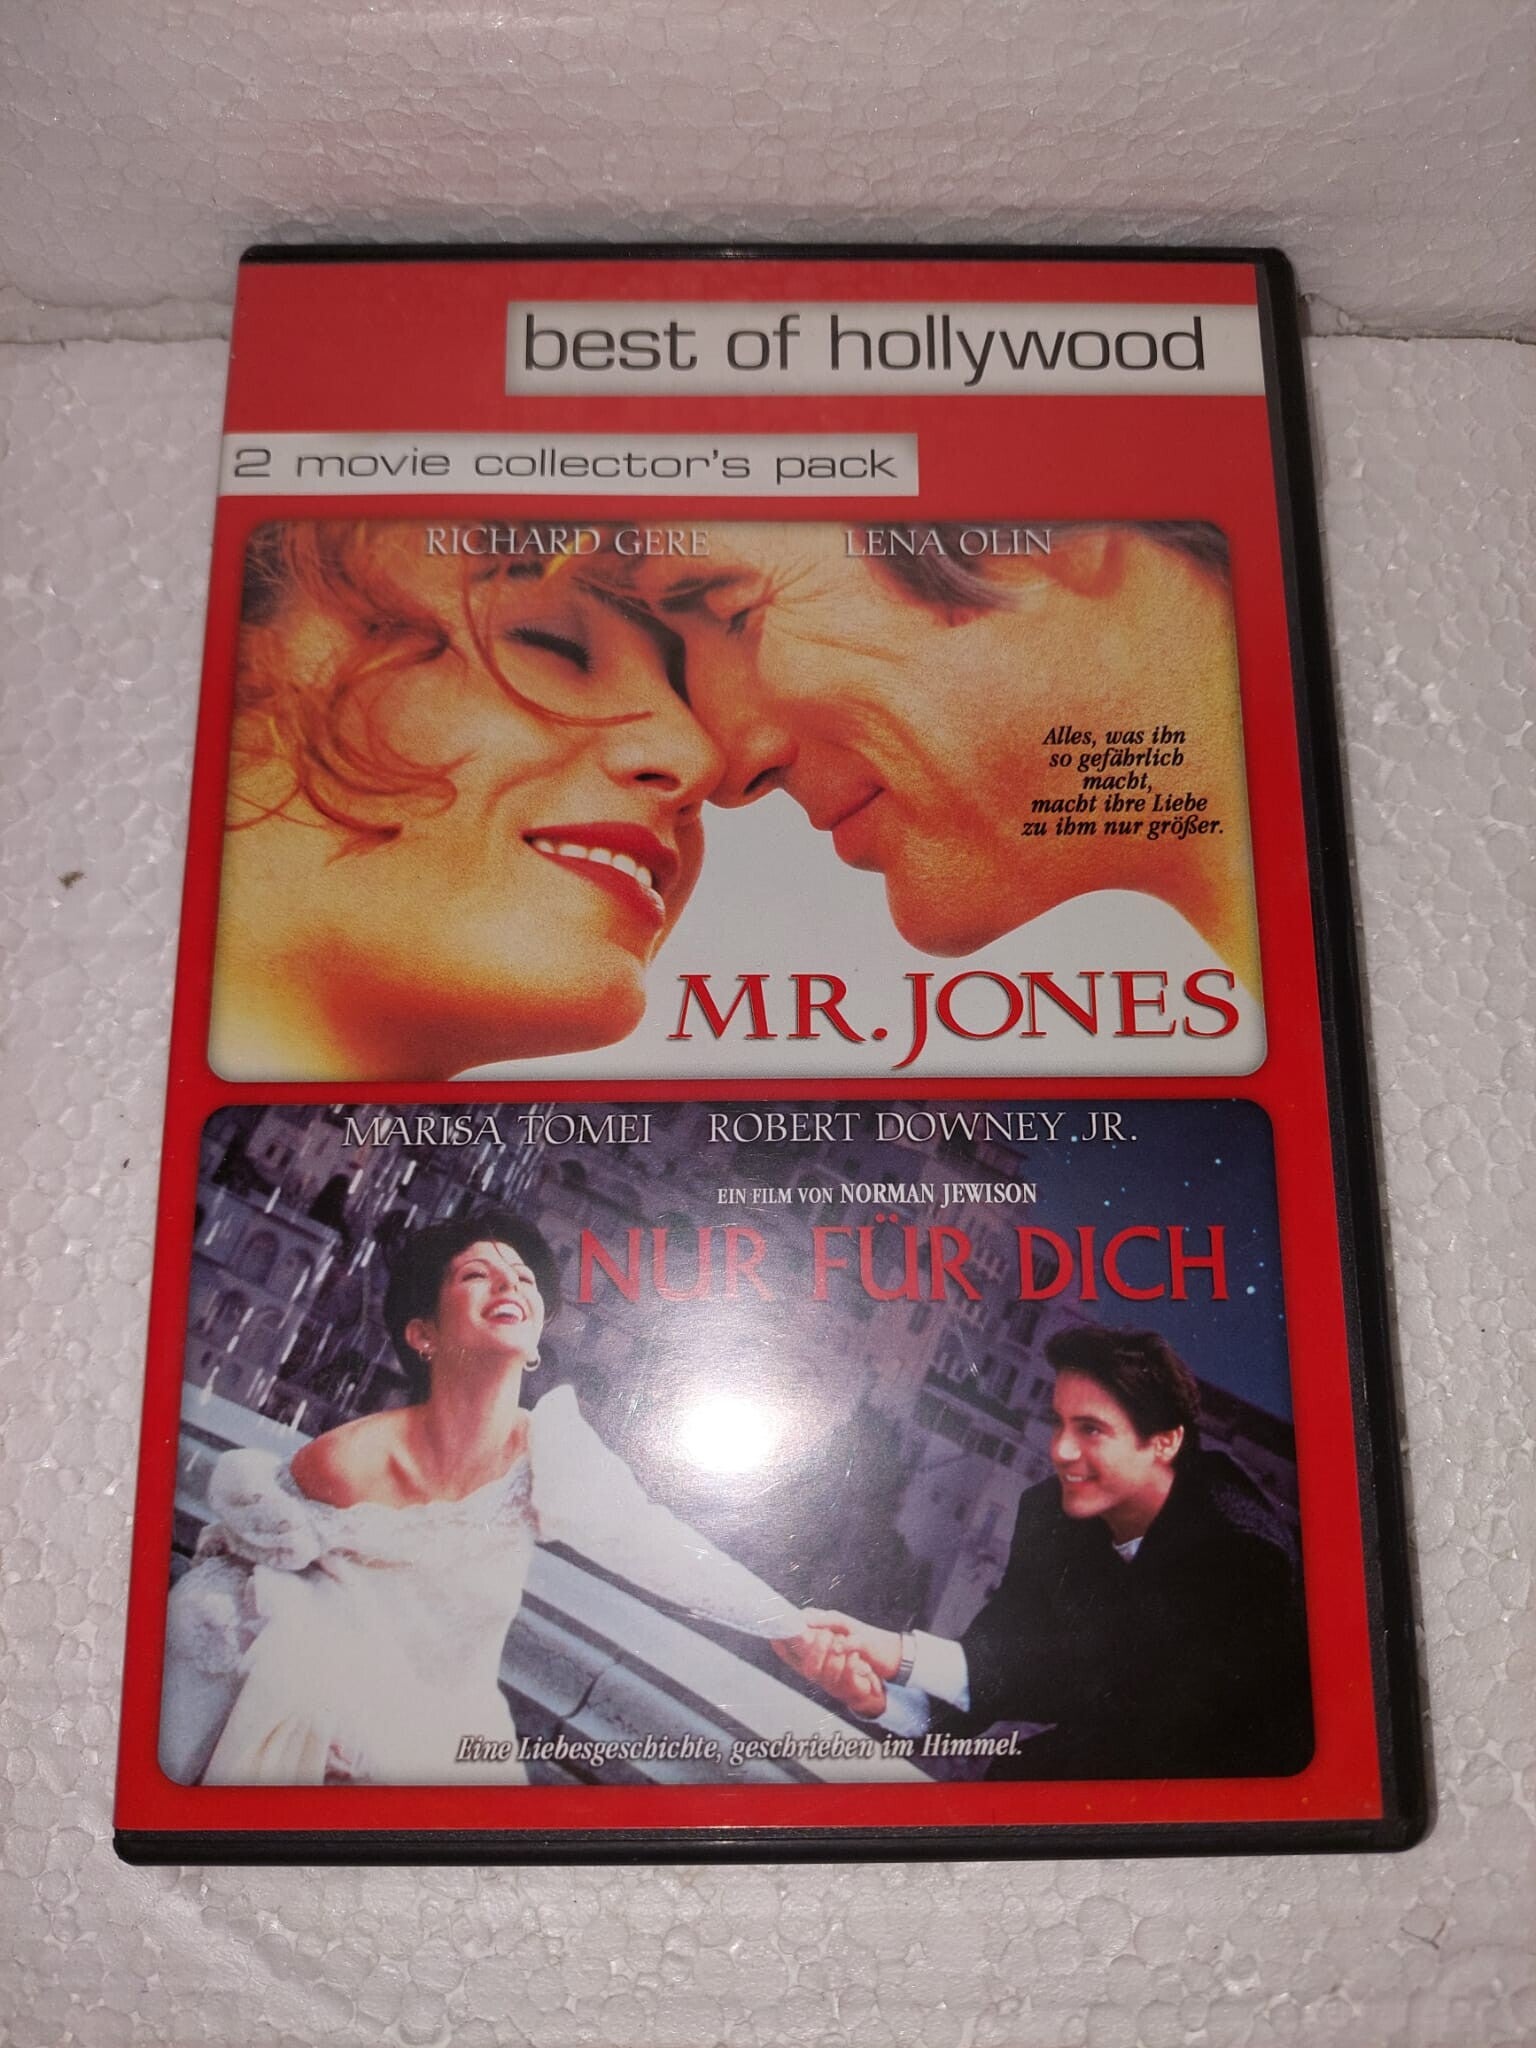 best of hollywood
2 movie collector's pack
RICHARD GERE LENA OLIN
Alles, was ihn
so gefährlich
macht,
macht ihre Liebe
zu ihm nur größer.
MR. JONES
MARISA TOMEI ROBERT DOWNEY JR.
EIN FILM VON NORMAN JEWISON
NUR FÜR DICH
Eine Liebesgeschichte, geschrieben im Himmel.